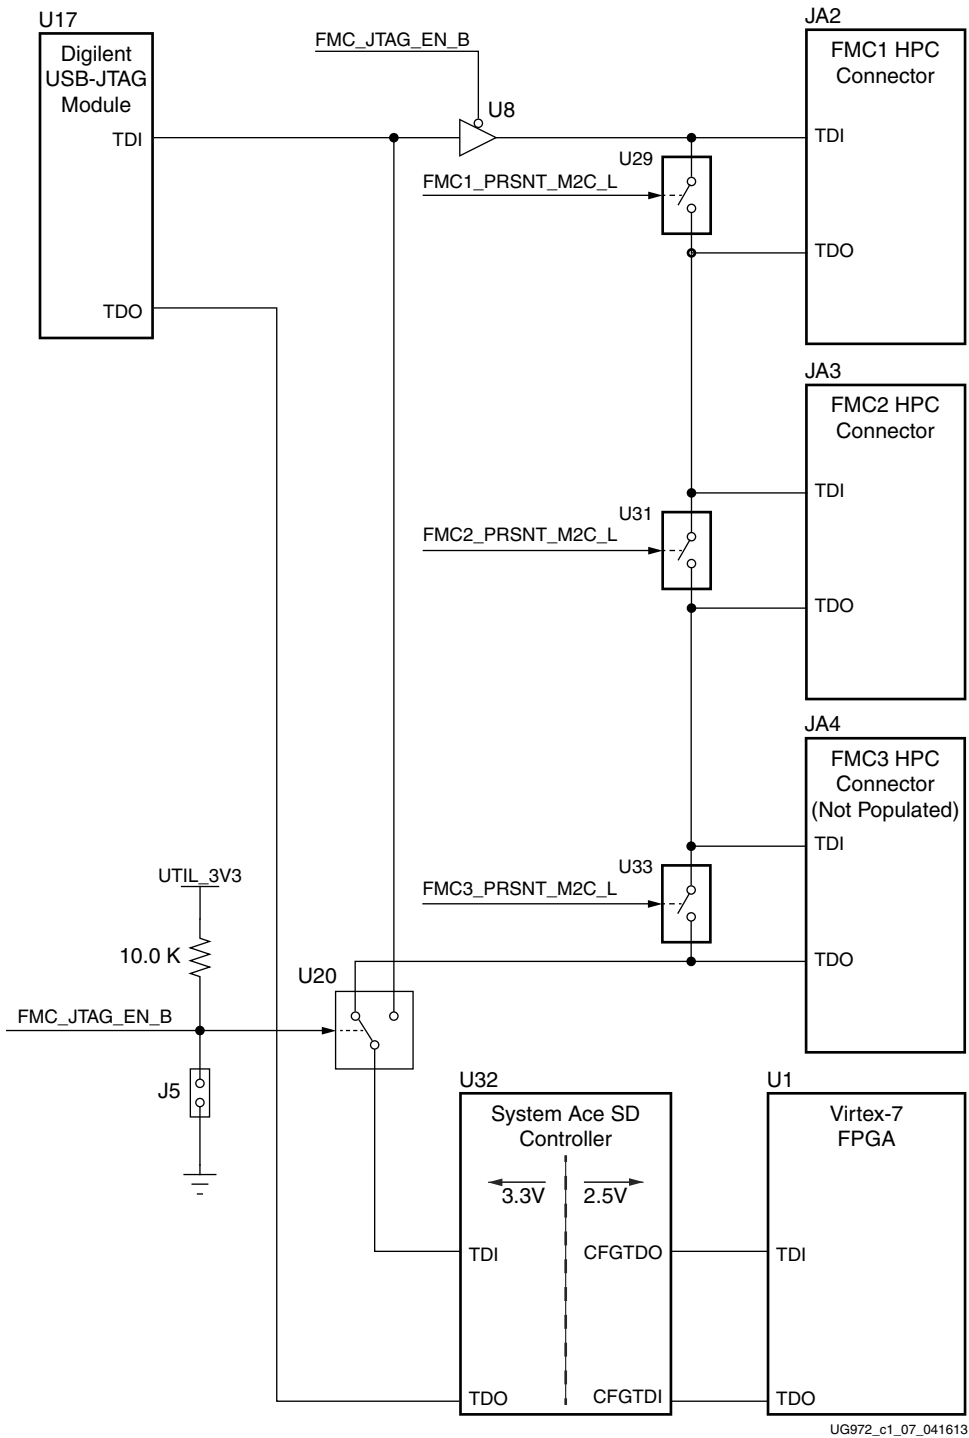 U17
Digilent
USB-JTAG
Module
TDI
TDO
FMC_JTAG_EN_B
U8
JA2
FMC1 HPC
Connector
TDI
U29
FMC1_PRSNT_M2C_L
TDO
JA3
FMC2 HPC
Connector
TDI
U31
FMC2_PRSNT_M2C_L
TDO
JA4
FMC3 HPC
Connector
(Not Populated)
TDI
U33
FMC3_PRSNT_M2C_L
TDO
UTIL_3V3
10.0 K
U20
FMC_JTAG_EN_B
J5
U32
System Ace SD
Controller
3.3V
2.5V
TDI
CFGTDO
TDO
CFGTDI
U1
Virtex-7
FPGA
TDI
TDO
UG972_c1_07_041613